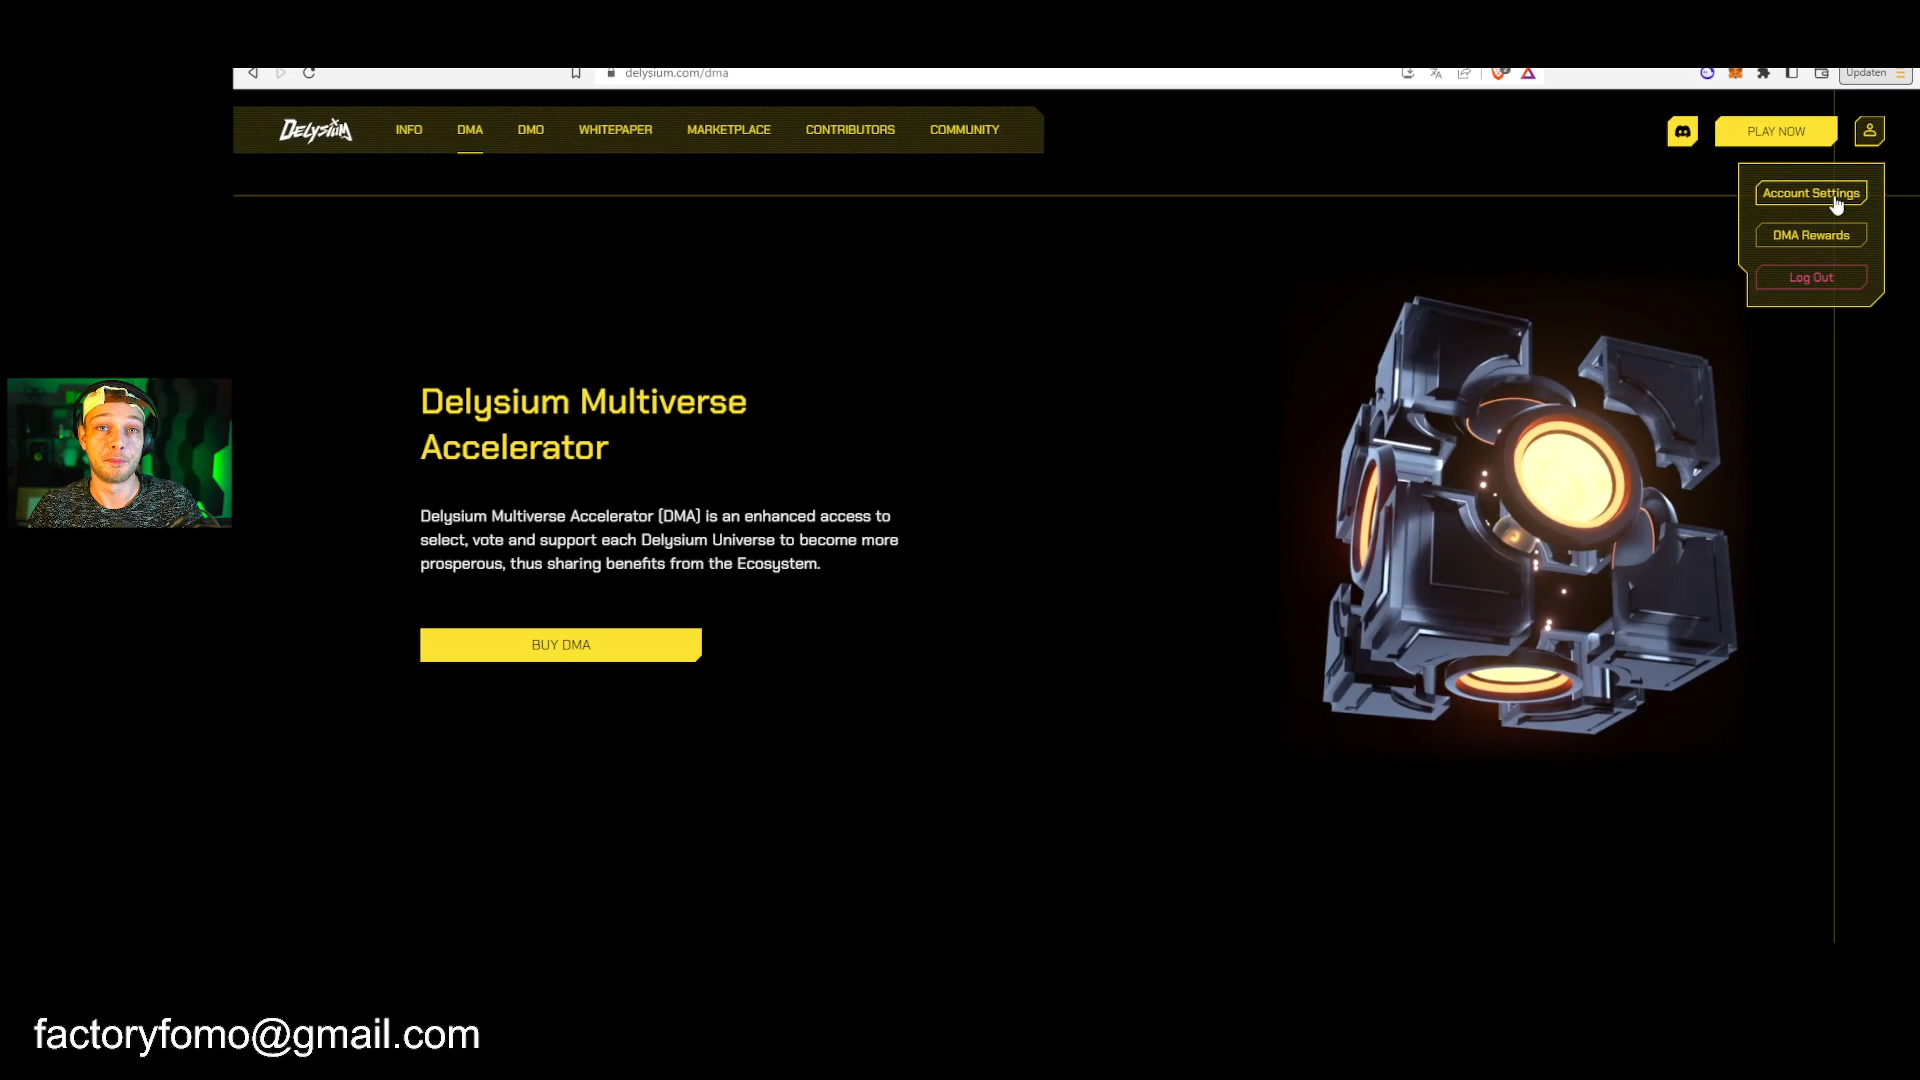 delysium.com/dma
Updaten
DELYSIUM
INFO
DMA
DMO
WHITEPAPER
MARKETPLACE
CONTRIBUTORS
COMMUNITY
PLAY NOW
Account Settings
DMA Rewards
Log Out
Delysium Multiverse
Accelerator
Delysium Multiverse Accelerator (DMA) is an enhanced access to
select, vote and support each Delysium Universe to become more
prosperous, thus sharing benefits from the Ecosystem.
BUY DMA
factoryfomo@gmail.com